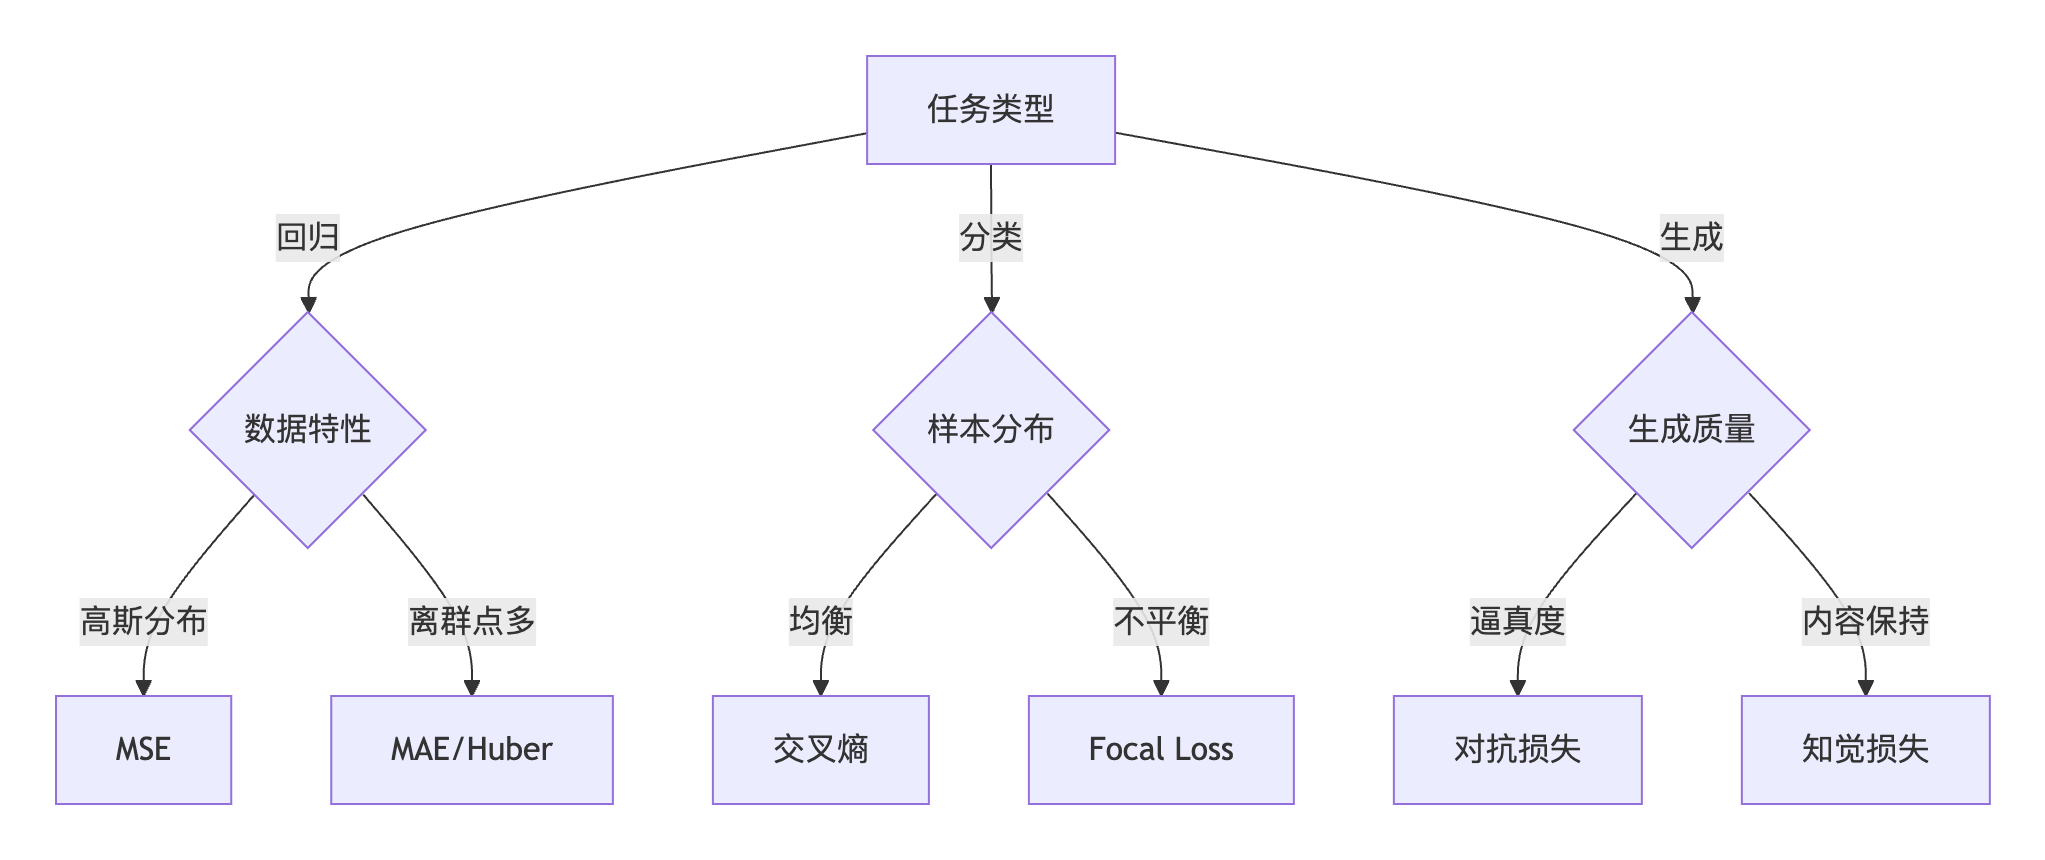 任务类型
回归
分类
生成
数据特性
样本分布
生成质量
高斯分布
离群点多
均衡
不平衡
逼真度
内容保持
MSE
MAE/Huber
交叉熵
Focal Loss
对抗损失
知觉损失